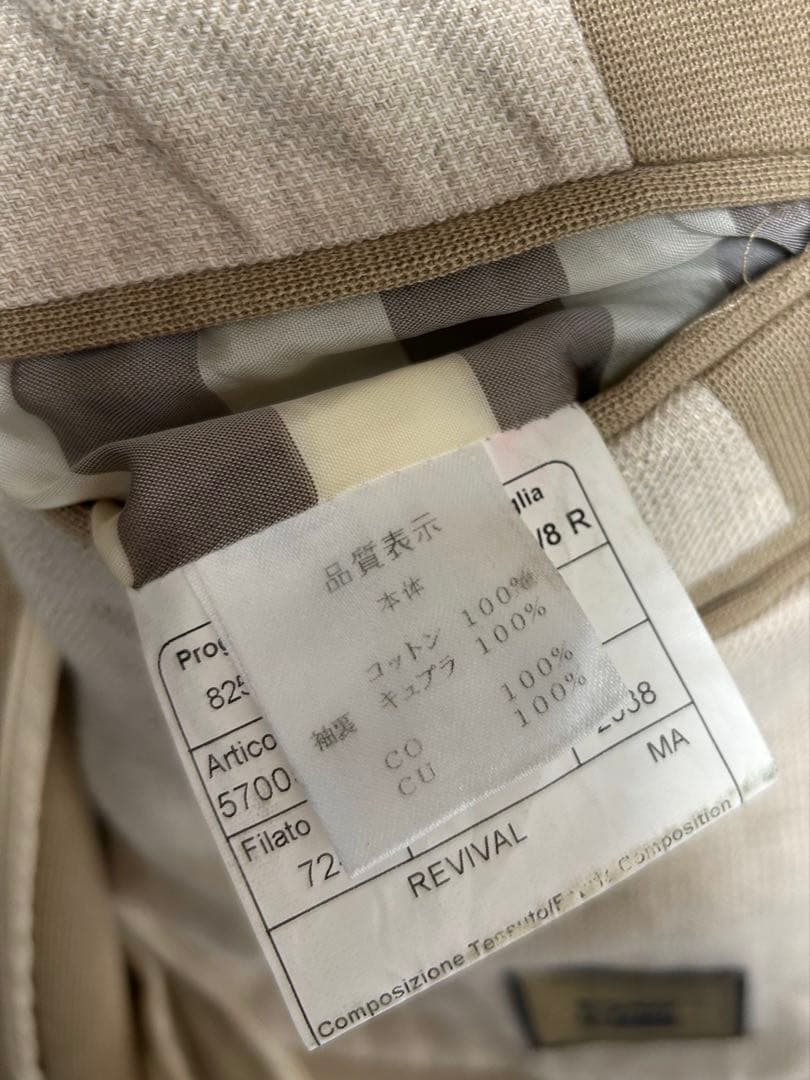 品質表示
本体
コットン 100%
キュプラ 100%
袖裏
CO 100%
CU 100%
glia
/8 R
Prog
825
Artico
5700
Filato
72
MA
REVIVAL
Composizione Tessuto/Fabric Composition